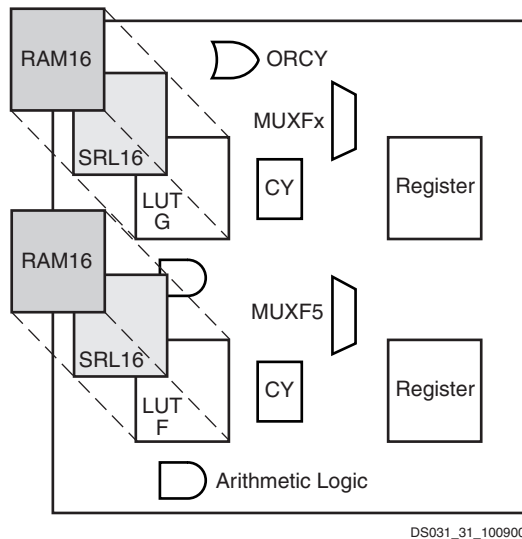 RAM16
ORCY
MUXFx
SRL16
LUT
G
CY
Register
RAM16
MUXF5
SRL16
LUT
F
CY
Register
Arithmetic Logic
DS031_31_100900